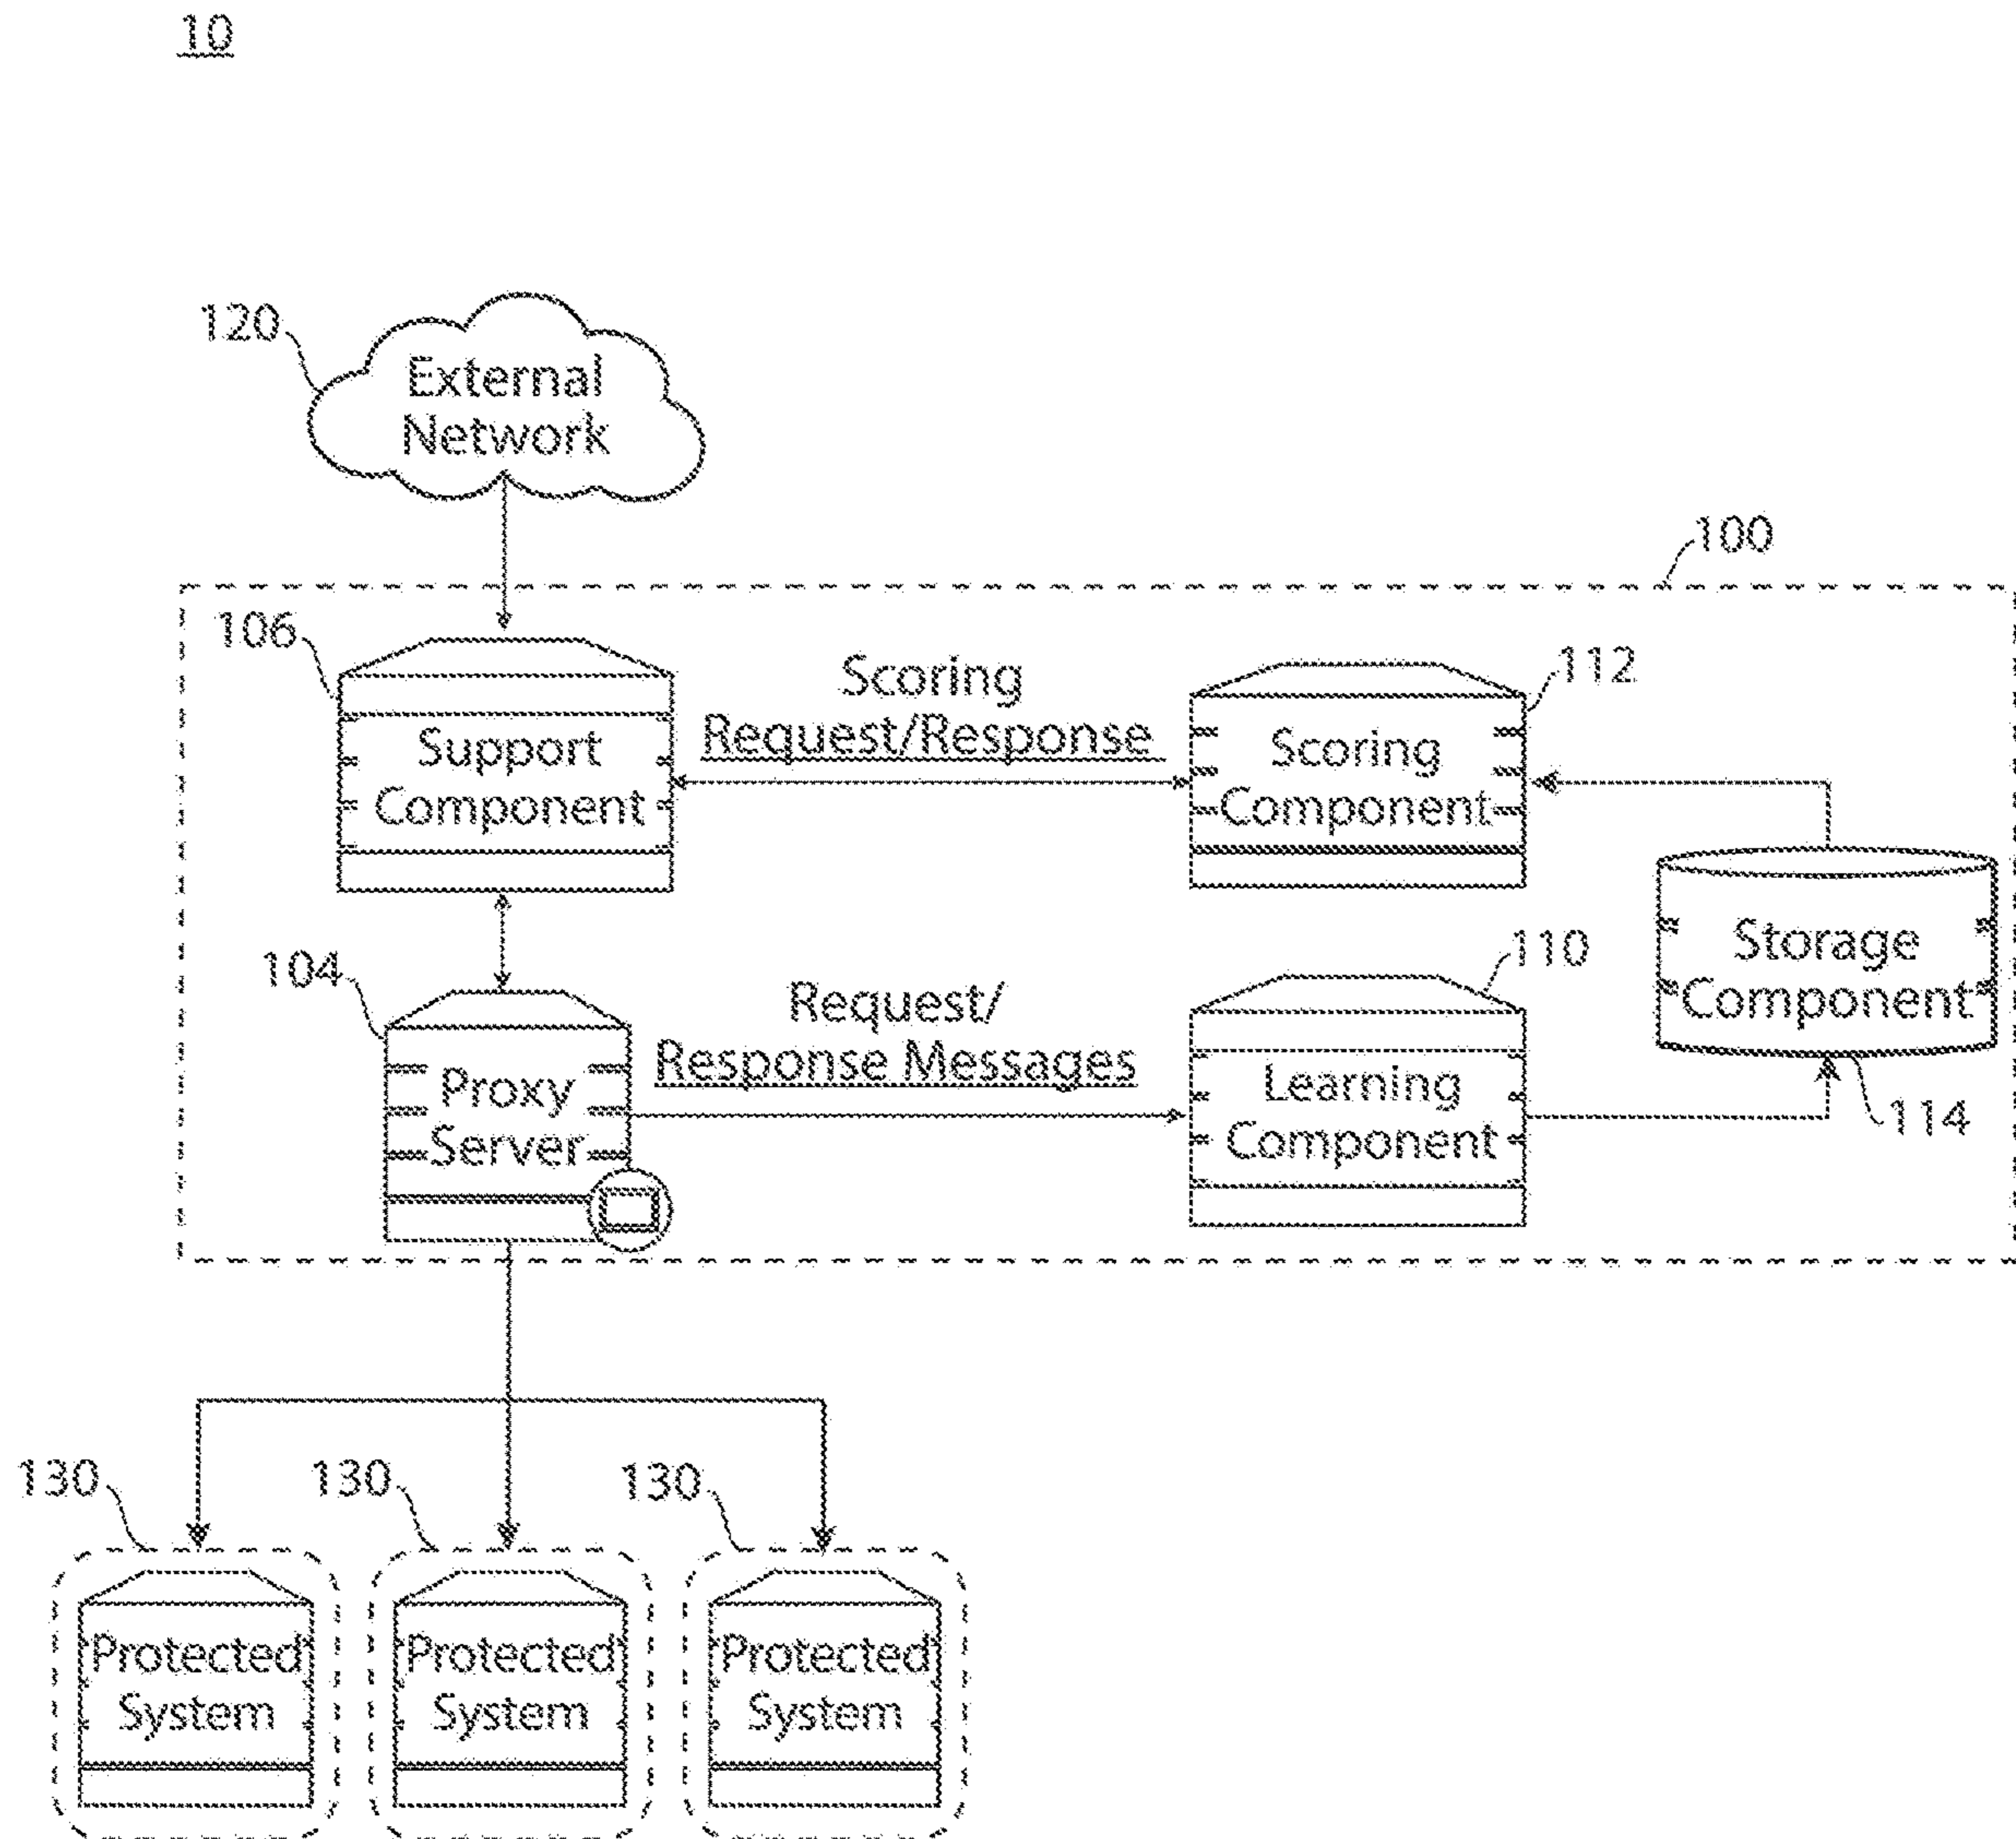 10
120
External
Network
100
106
Support
Component
Scoring
Request/Response
112
Scoring
Component
104
Proxy
Server
Request/
Response Messages
110
Learning
Component
Storage
Component
114
130
130
130
Protected
System
Protected
System
Protected
System